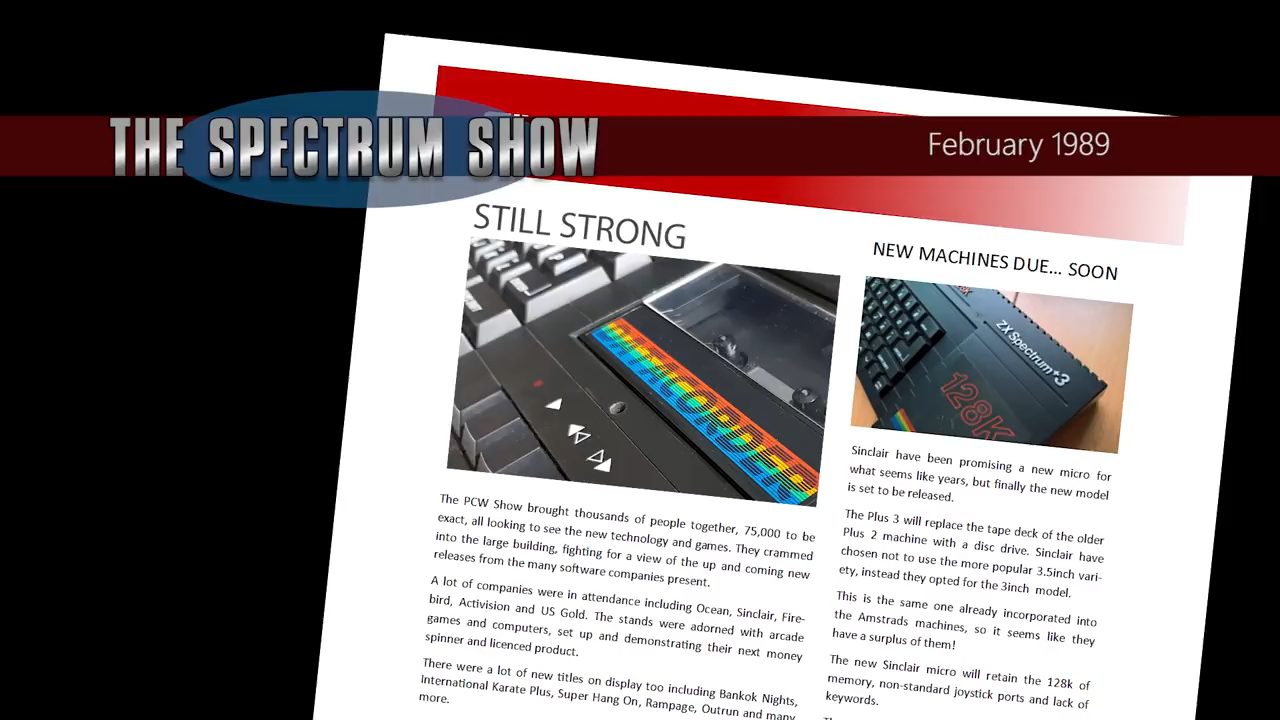 THE SPECTRUM SHOW
February 1989
STILL STRONG
DATACORDER
The PCW Show brought thousands of people together, 75,000 to be
exact, all looking to see the new technology and games. They crammed
into the large building, fighting for a view of the up and coming new
releases from the many software companies present.
A lot of companies were in attendance including Ocean, Sinclair, Fire-
bird, Activision and US Gold. The stands were adorned with arcade
games and computers, set up and demonstrating their next money
spinner and licenced product.
There were a lot of new titles on display too including Bankok Nights,
International Karate Plus, Super Hang On, Rampage, Outrun and many
more.
NEW MACHINES DUE... SOON
ZX Spectrum+3
128K
Sinclair have been promising a new micro for
what seems like years, but finally the new model
is set to be released.
The Plus 3 will replace the tape deck of the older
Plus 2 machine with a disc drive. Sinclair have
chosen not to use the more popular 3.5inch vari-
ety, instead they opted for the 3inch model.
This is the same one already incorporated into
the Amstrads machines, so it seems like they
have a surplus of them!
The new Sinclair micro will retain the 128k of
memory, non-standard joystick ports and lack of
keywords.